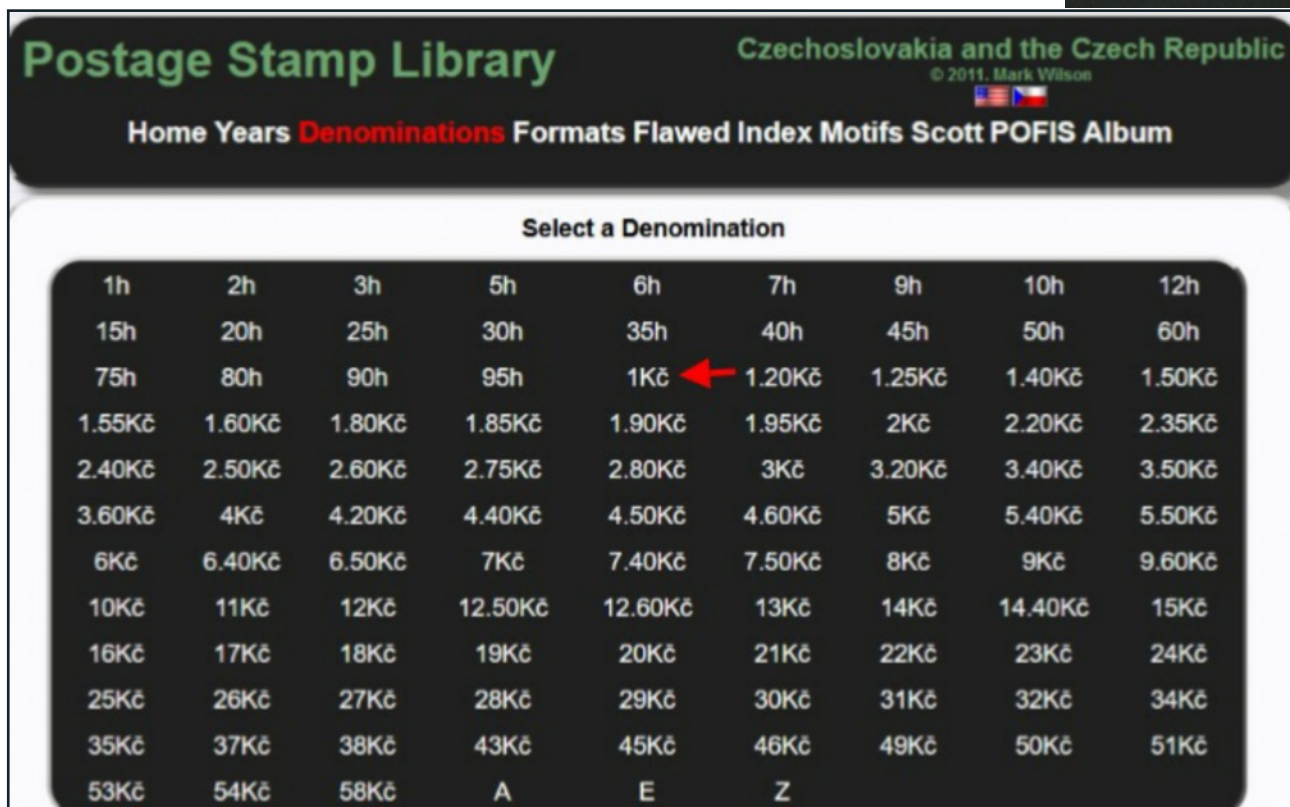 Postage Stamp Library
Czechoslovakia and the Czech Republic
© 2011. Mark Wilson
Home Years Denominations Formats Flawed Index Motifs Scott POFIS Album
Select a Denomination
1h 2h 3h 5h 6h 7h 9h 10h 12h
15h 20h 25h 30h 35h 40h 45h 50h 60h
75h 80h 90h 95h 1Kč 1.20Kč 1.25Kč 1.40Kč 1.50Kč
1.55Kč 1.60Kč 1.80Kč 1.85Kč 1.90Kč 1.95Kč 2Kč 2.20Kč 2.35Kč
2.40Kč 2.50Kč 2.60Kč 2.75Kč 2.80Kč 3Kč 3.20Kč 3.40Kč 3.50Kč
3.60Kč 4Kč 4.20Kč 4.40Kč 4.50Kč 4.60Kč 5Kč 5.40Kč 5.50Kč
6Kč 6.40Kč 6.50Kč 7Kč 7.40Kč 7.50Kč 8Kč 9Kč 9.60Kč
10Kč 11Kč 12Kč 12.50Kč 12.60Kč 13Kč 14Kč 14.40Kč 15Kč
16Kč 17Kč 18Kč 19Kč 20Kč 21Kč 22Kč 23Kč 24Kč
25Kč 26Kč 27Kč 28Kč 29Kč 30Kč 31Kč 32Kč 34Kč
35Kč 37Kč 38Kč 43Kč 45Kč 46Kč 49Kč 50Kč 51Kč
53Kč 54Kč 58Kč A E Z